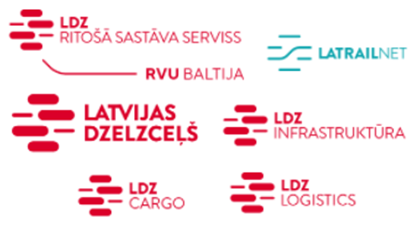 LDZ
RITOŠĀ SASTĀVA SERVISS
RVU BALTIJA
LATRAILNET
LATVIJAS
DZELZCEĻŠ
LDZ
INFRASTRUKTŪRA
LDZ
CARGO
LDZ
LOGISTICS